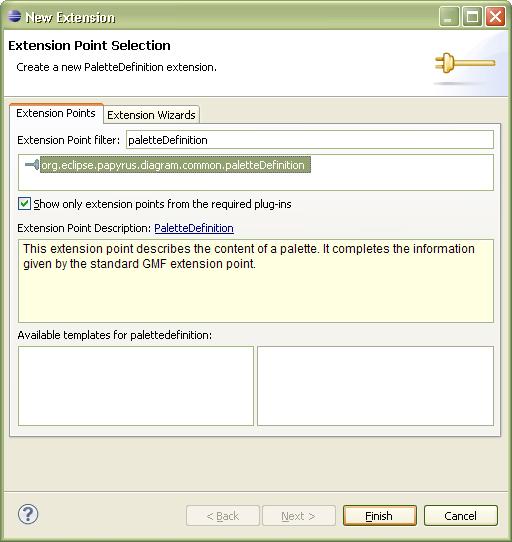 New Extension
Extension Point Selection
Create a new PaletteDefinition extension.
Extension Points
Extension Wizards
Extension Point filter: paletteDefinition
org.eclipse.papyrus.diagram.common.paletteDefinition
Show only extension points from the required plug-ins
Extension Point Description: PaletteDefinition
This extension point describes the content of a palette. It completes the information
given by the standard GMF extension point.
Available templates for palettedefinition:
?
< Back
Next >
Finish
Cancel